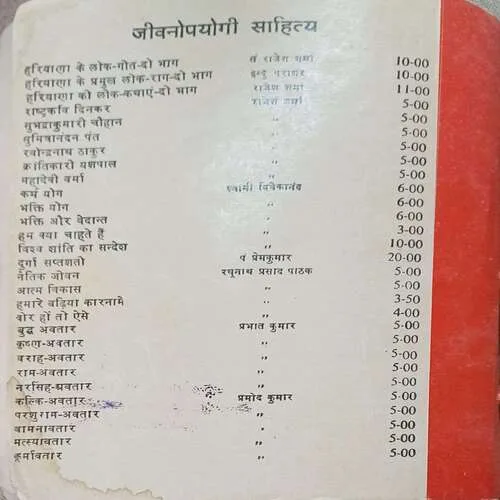 जीवनोपयोगी साहित्य
हरियाणा के लोक-गीत-दो भाग सं राजेश शर्मा 10-00
हरियाणा के प्रमुख लोक-राग-दो भाग इन्दु पराशर 10-00
हरियाणा की लोक-कथाएं-दो भाग राजेश शर्मा 11-00
राष्ट्रकवि दिनकर राजेश शर्मा 5-00
सुभद्राकुमारी चौहान " 5-00
सुमित्रानंदन पंत " 5-00
रवीन्द्रनाथ ठाकुर " 5-00
क्रांतिकारी यशपाल " 5-00
महादेवी वर्मा " 5-00
कर्म योग स्वामी विवेकानंद 6-00
भक्ति योग " 6-00
भक्ति और वेदान्त " 6-00
हम क्या चाहते हैं " 3-00
विश्व शांति का सन्देश " 10-00
दुर्गा सप्तशती पं प्रेमकुमार 20-00
नैतिक जीवन रघुनाथ प्रसाद पाठक 5-00
आत्म विकास " 5-00
हमारे बढ़िया कारनामे " 3-50
वीर हों तो ऐसे " 4-00
बुद्ध अवतार प्रभात कुमार 5-00
कृष्ण-अवतार " 5-00
वराह-अवतार " 5-00
राम-अवतार " 5-00
नरसिंह-अवतार " 5-00
कल्कि-अवतार प्रमोद कुमार 5-00
परशुराम-अवतार " 5-00
वामनावतार " 5-00
मत्स्यावतार " 5-00
कूर्मावतार " 5-00